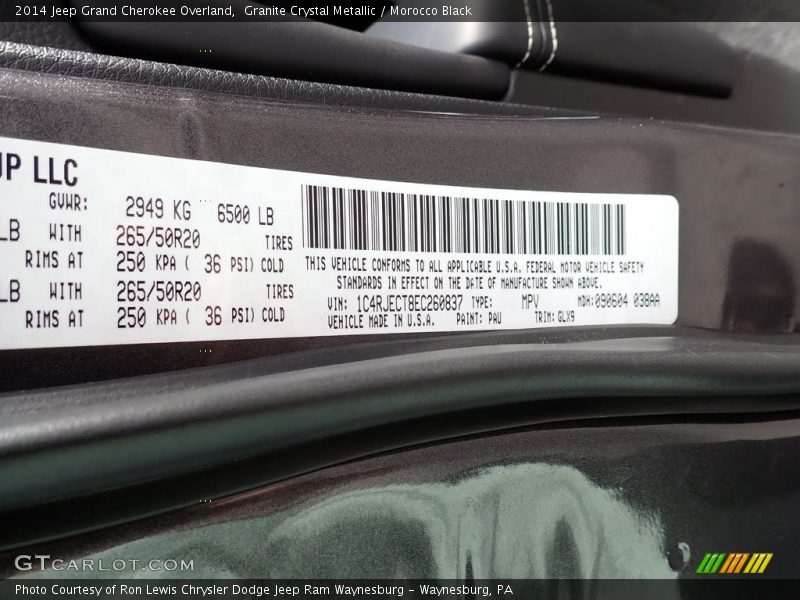 2014 Jeep Grand Cherokee Overland,  Granite Crystal Metallic / Morocco Black
UP LLC
GVWR: 2949 KG 6500 LB
LB WITH 265/50R20 TIRES
RIMS AT 250 KPA ( 36 PSI) COLD
LB WITH 265/50R20 TIRES
RIMS AT 250 KPA ( 36 PSI) COLD
THIS VEHICLE CONFORMS TO ALL APPLICABLE U.S.A. FEDERAL MOTOR VEHICLE SAFETY
STANDARDS IN EFFECT ON THE DATE OF MANUFACTURE SHOWN ABOVE.
VIN: 1C4RJECT8EC260837 TYPE: MPV MDH: 090604 038AA
VEHICLE MADE IN U.S.A. PAINT: PAU TRIM: GLX9
GTCARLOT.COM
Photo Courtesy of Ron Lewis Chrysler Dodge Jeep Ram Waynesburg – Waynesburg, PA